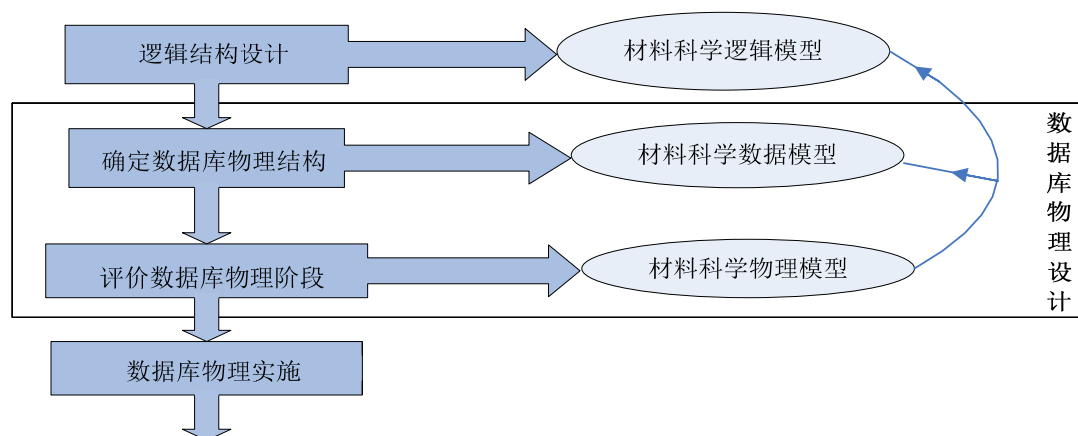 逻辑结构设计
材料科学逻辑模型
确定数据库物理结构
材料科学数据模型
评价数据库物理阶段
材料科学物理模型
数据库物理实施
数据库物理设计